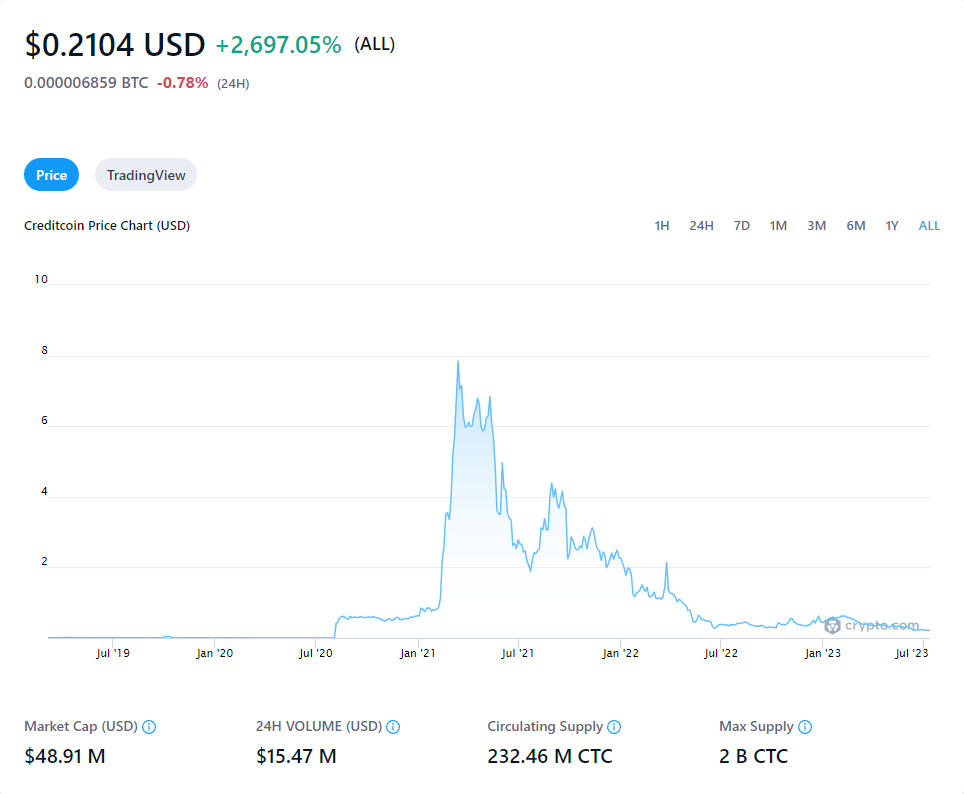 $0.2104 USD +2,697.05% (ALL)
0.000006859 BTC -0.78% (24H)
Price TradingView
Creditcoin Price Chart (USD) 1H 24H 7D 1M 3M 6M 1Y ALL
10
8
6
4
2
crypto.com
Jul '19 Jan '20 Jul '20 Jan '21 Jul '21 Jan '22 Jul '22 Jan '23 Jul '23
Market Cap (USD) 24H VOLUME (USD) Circulating Supply Max Supply
$48.91 M $15.47 M 232.46 M CTC 2 B CTC